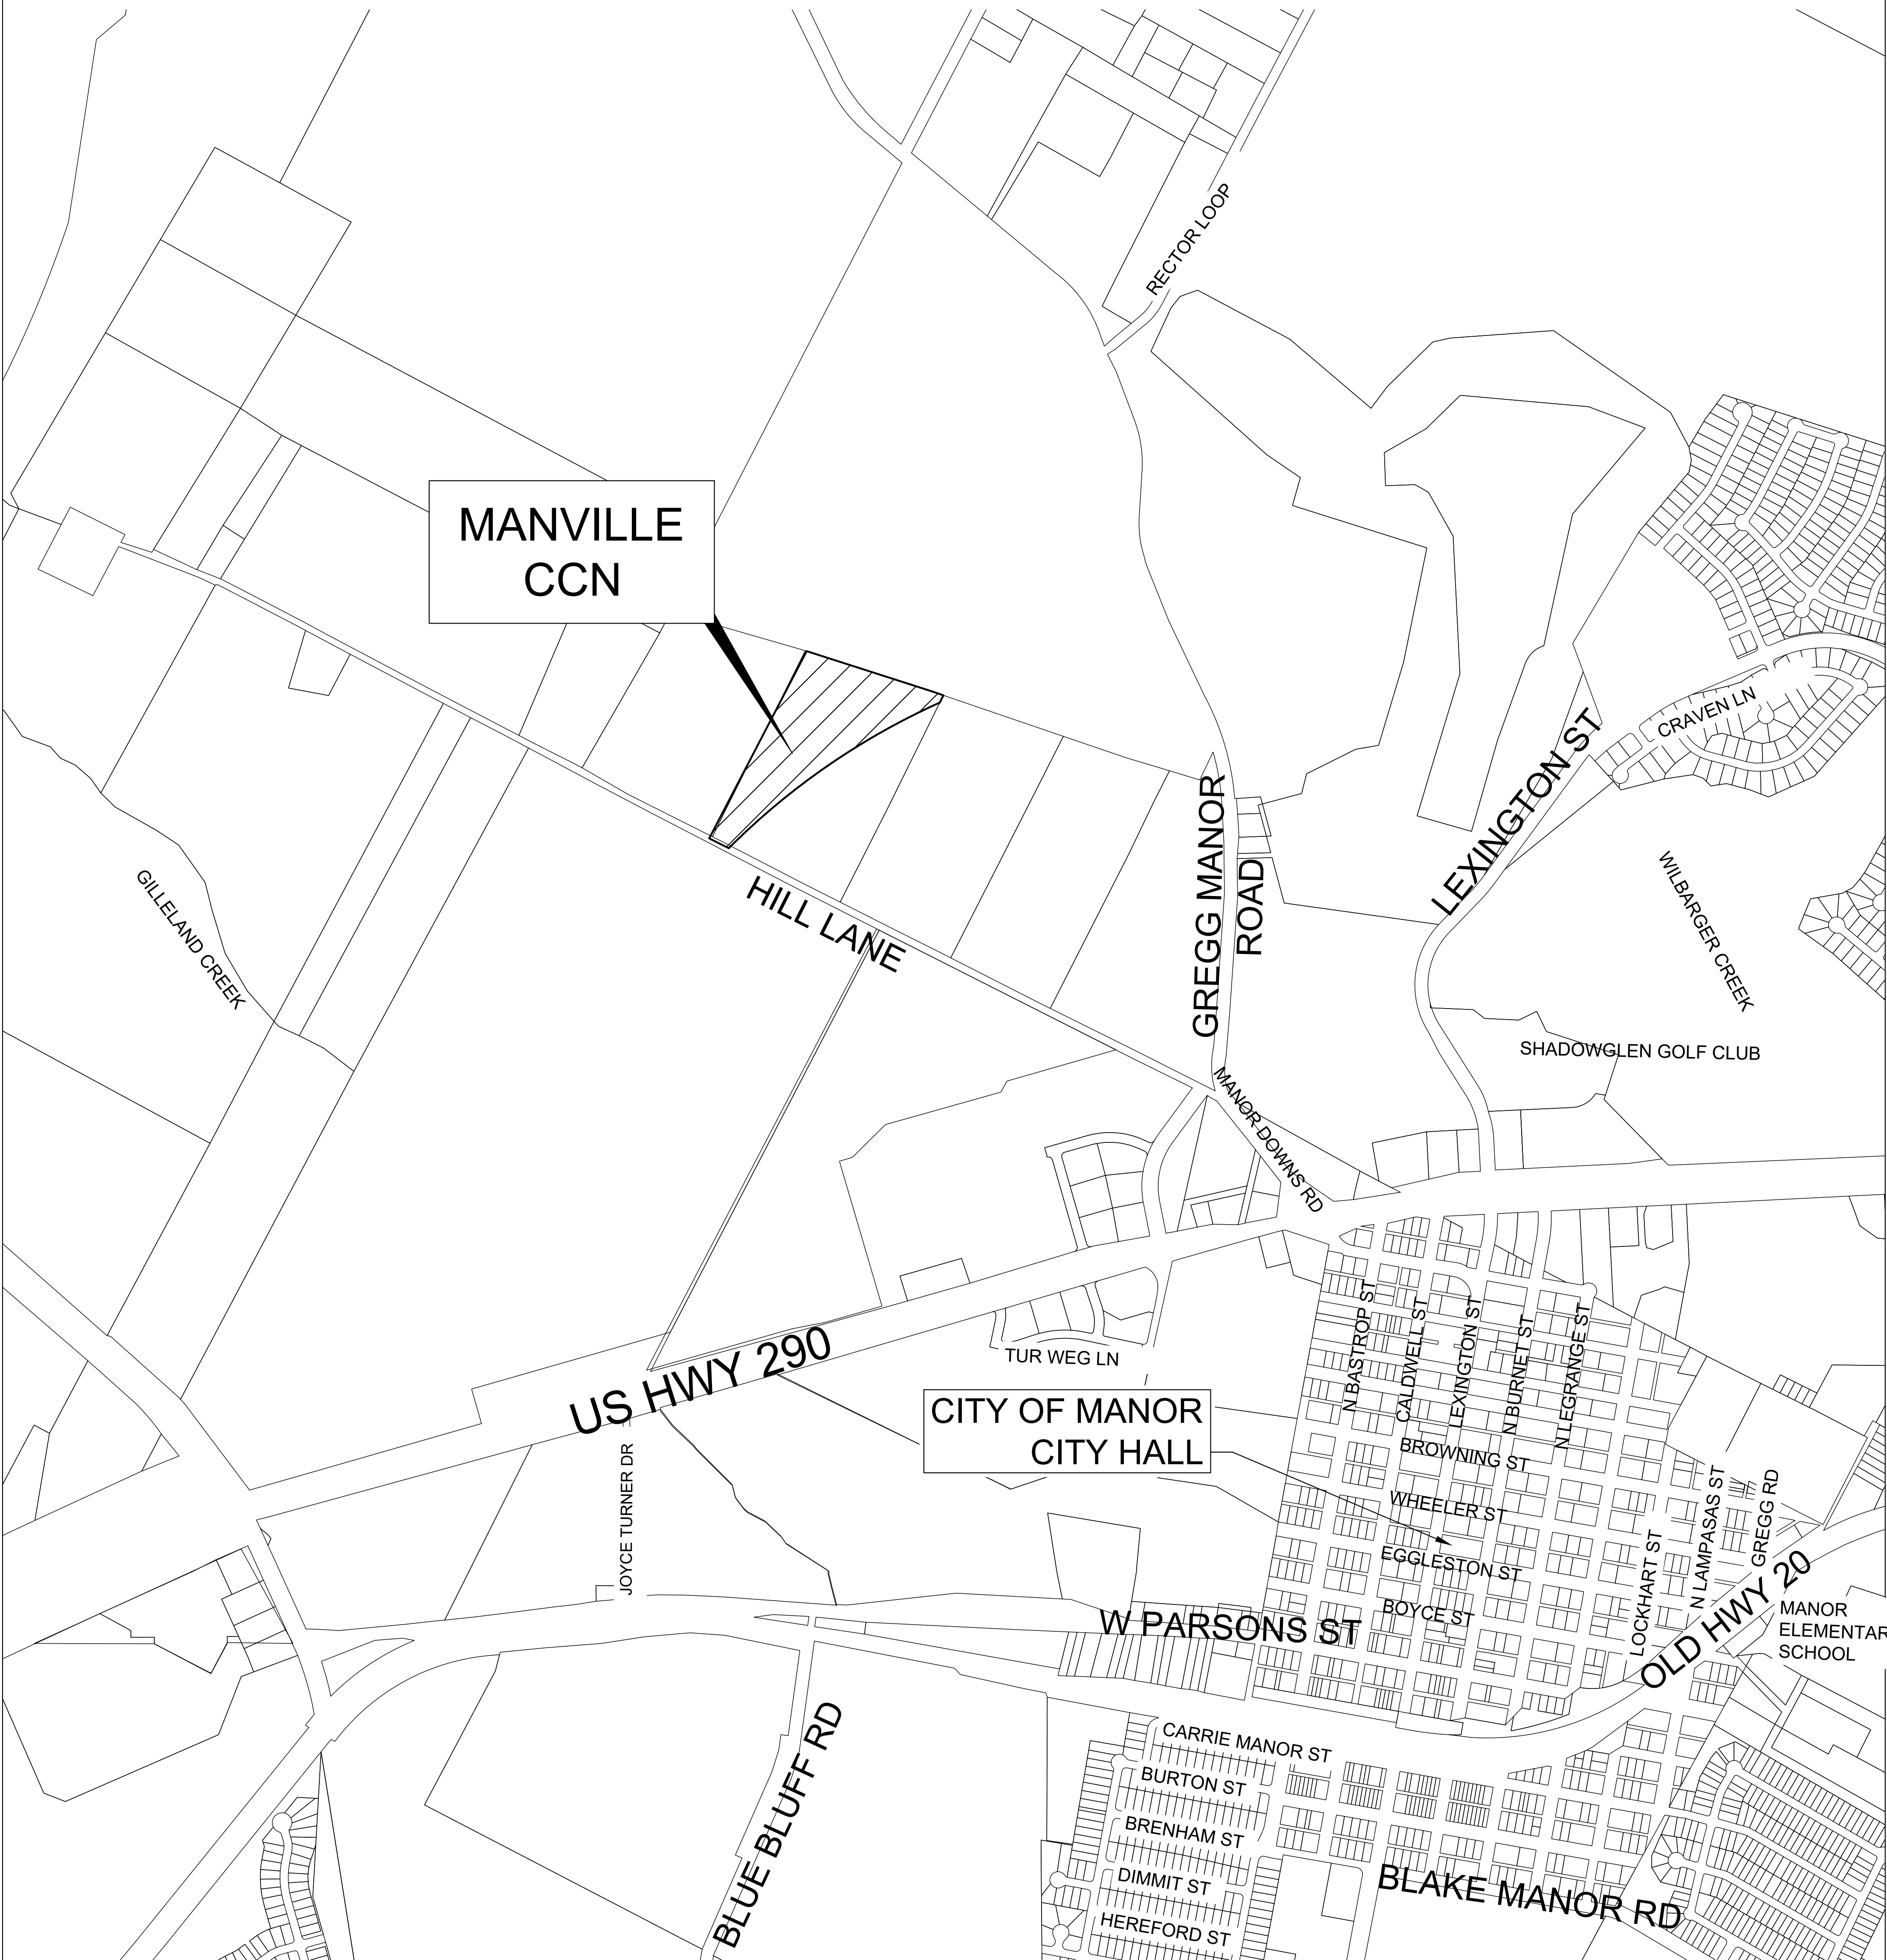 RECTOR LOOP
MANVILLE
CCN
CRAVEN LN
LEXINGTON ST
GREGG MANOR
ROAD
HILL LANE
GILLELAND CREEK
WILBARGER CREEK
SHADOWGLEN GOLF CLUB
MANOR DOWNS RD
US HWY 290
TUR WEG LN
N BASTROP ST
CALDWELL ST
LEXINGTON ST
N BURNET ST
N LEGRANGE ST
CITY OF MANOR
CITY HALL
BROWNING ST
WHEELER ST
EGGLESTON ST
BOYCE ST
JOYCE TURNER DR
LOCKHART ST
N LAMPASAS ST
GREGG RD
OLD HWY 20
MANOR
ELEMENTAR
SCHOOL
W PARSONS ST
BLUE BLUFF RD
CARRIE MANOR ST
BURTON ST
BRENHAM ST
DIMMIT ST
HEREFORD ST
BLAKE MANOR RD